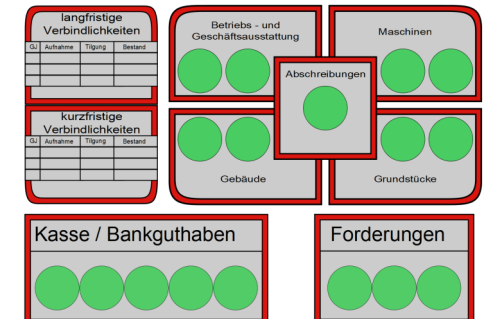 langfristige
Verbindlichkeiten
GJ Aufnahme Tilgung Bestand
kurzfristige
Verbindlichkeiten
GJ Aufnahme Tilgung Bestand
Betriebs - und
Geschäftsausstattung
Maschinen
Abschreibungen
Gebäude
Grundstücke
Kasse / Bankguthaben
Forderungen